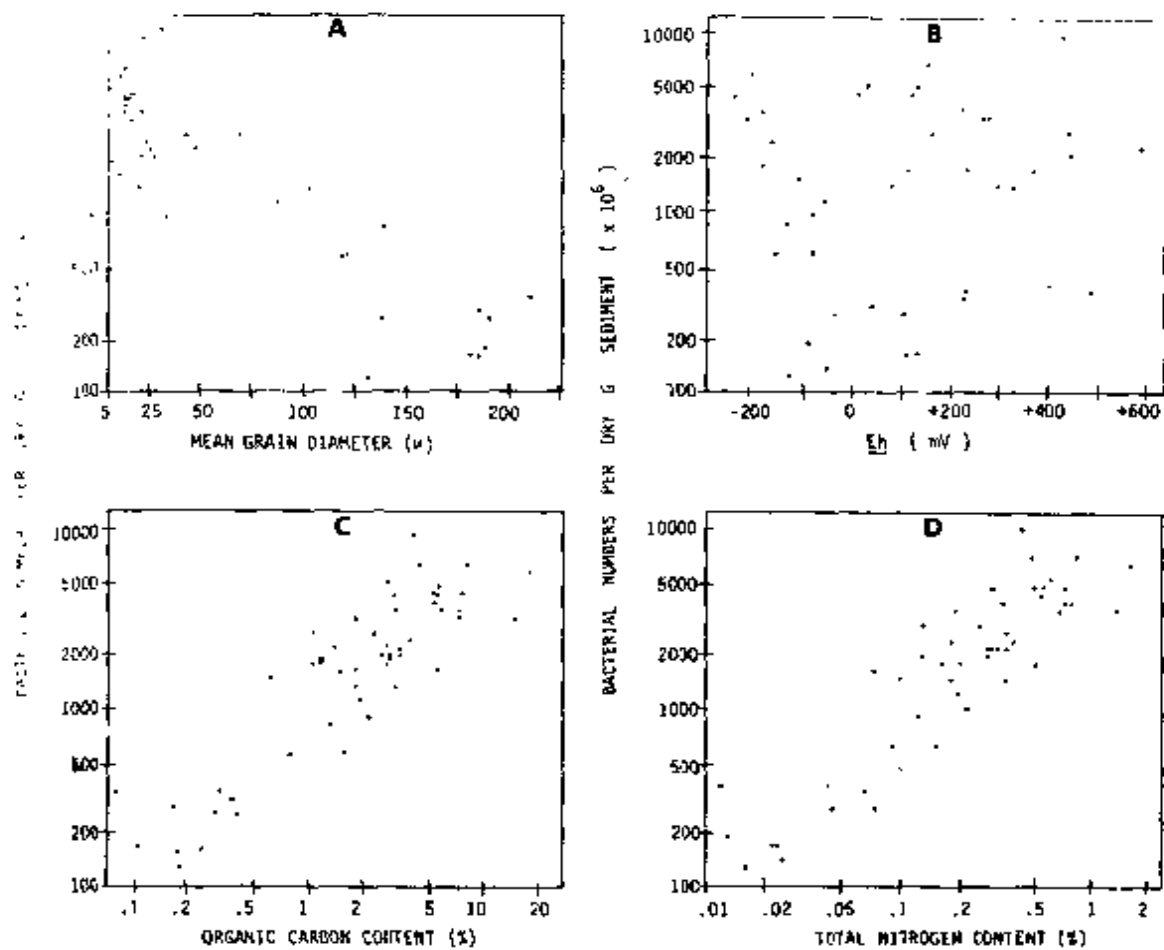 A
200
100
5 25 50 100 150 200
MEAN GRAIN DIAMETER (µ)
B
10000
5000
2000
1000
500
200
100
-200 0 +200 +400 +600
Eh ( mV )
BACTERIAL NUMBERS PER DRY G SEDIMENT ( x 10⁶ )
C
10000
5000
2000
1000
500
200
100
.1 .2 .5 1 2 5 10 20
ORGANIC CARBON CONTENT (%)
D
10000
5000
2000
1000
500
200
100
.01 .02 .05 .1 .2 .5 1 2
TOTAL NITROGEN CONTENT (%)